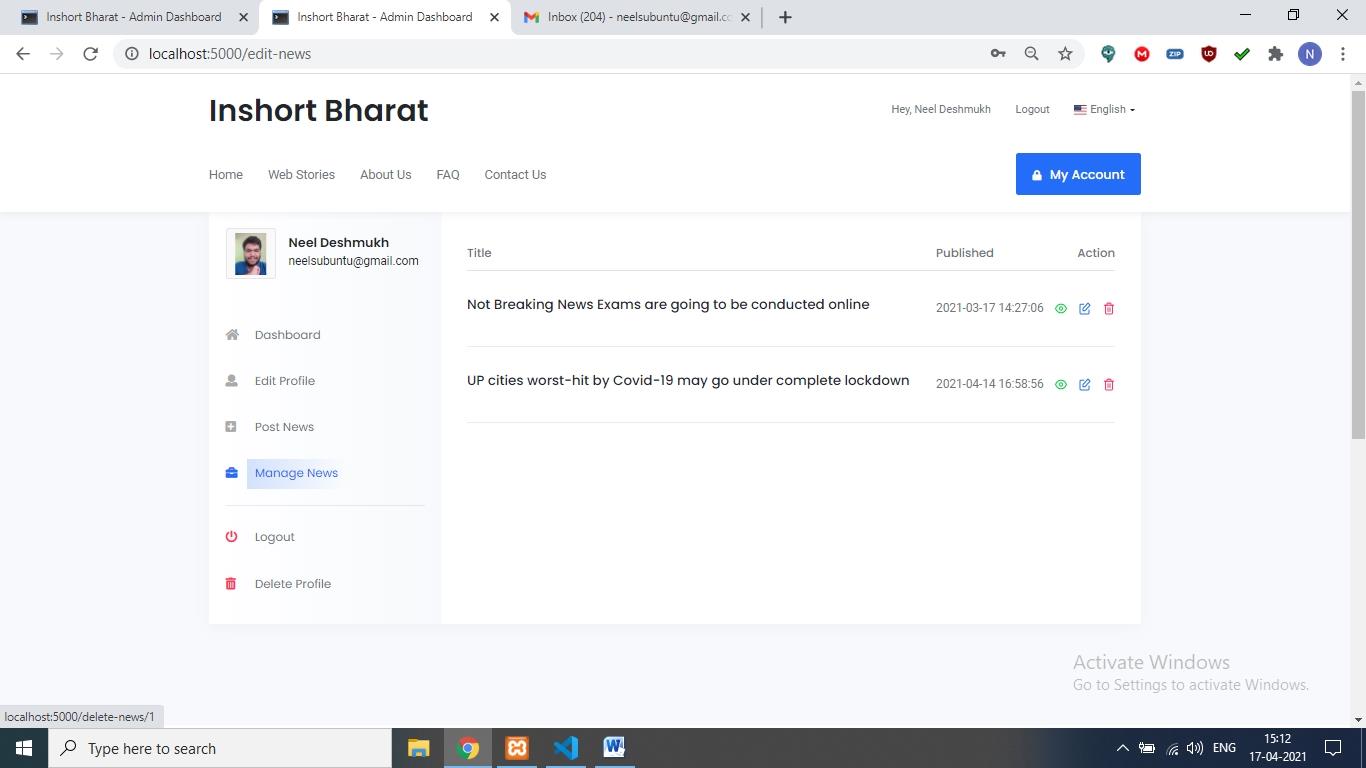 Inshort Bharat - Admin Dashboard
Inshort Bharat - Admin Dashboard
Inbox (204) - neelsubuntu@gmail.cc
localhost:5000/edit-news
ZIP
N
Inshort Bharat
Hey, Neel Deshmukh
Logout
English
Home
Web Stories
About Us
FAQ
Contact Us
My Account
Neel Deshmukh
neelsubuntu@gmail.com
Dashboard
Edit Profile
Post News
Manage News
Logout
Delete Profile
Title Published Action
Not Breaking News Exams are going to be conducted online 2021-03-17 14:27:06
UP cities worst-hit by Covid-19 may go under complete lockdown 2021-04-14 16:58:56
Activate Windows
Go to Settings to activate Windows.
localhost:5000/delete-news/1
Type here to search
ENG
15:12
17-04-2021